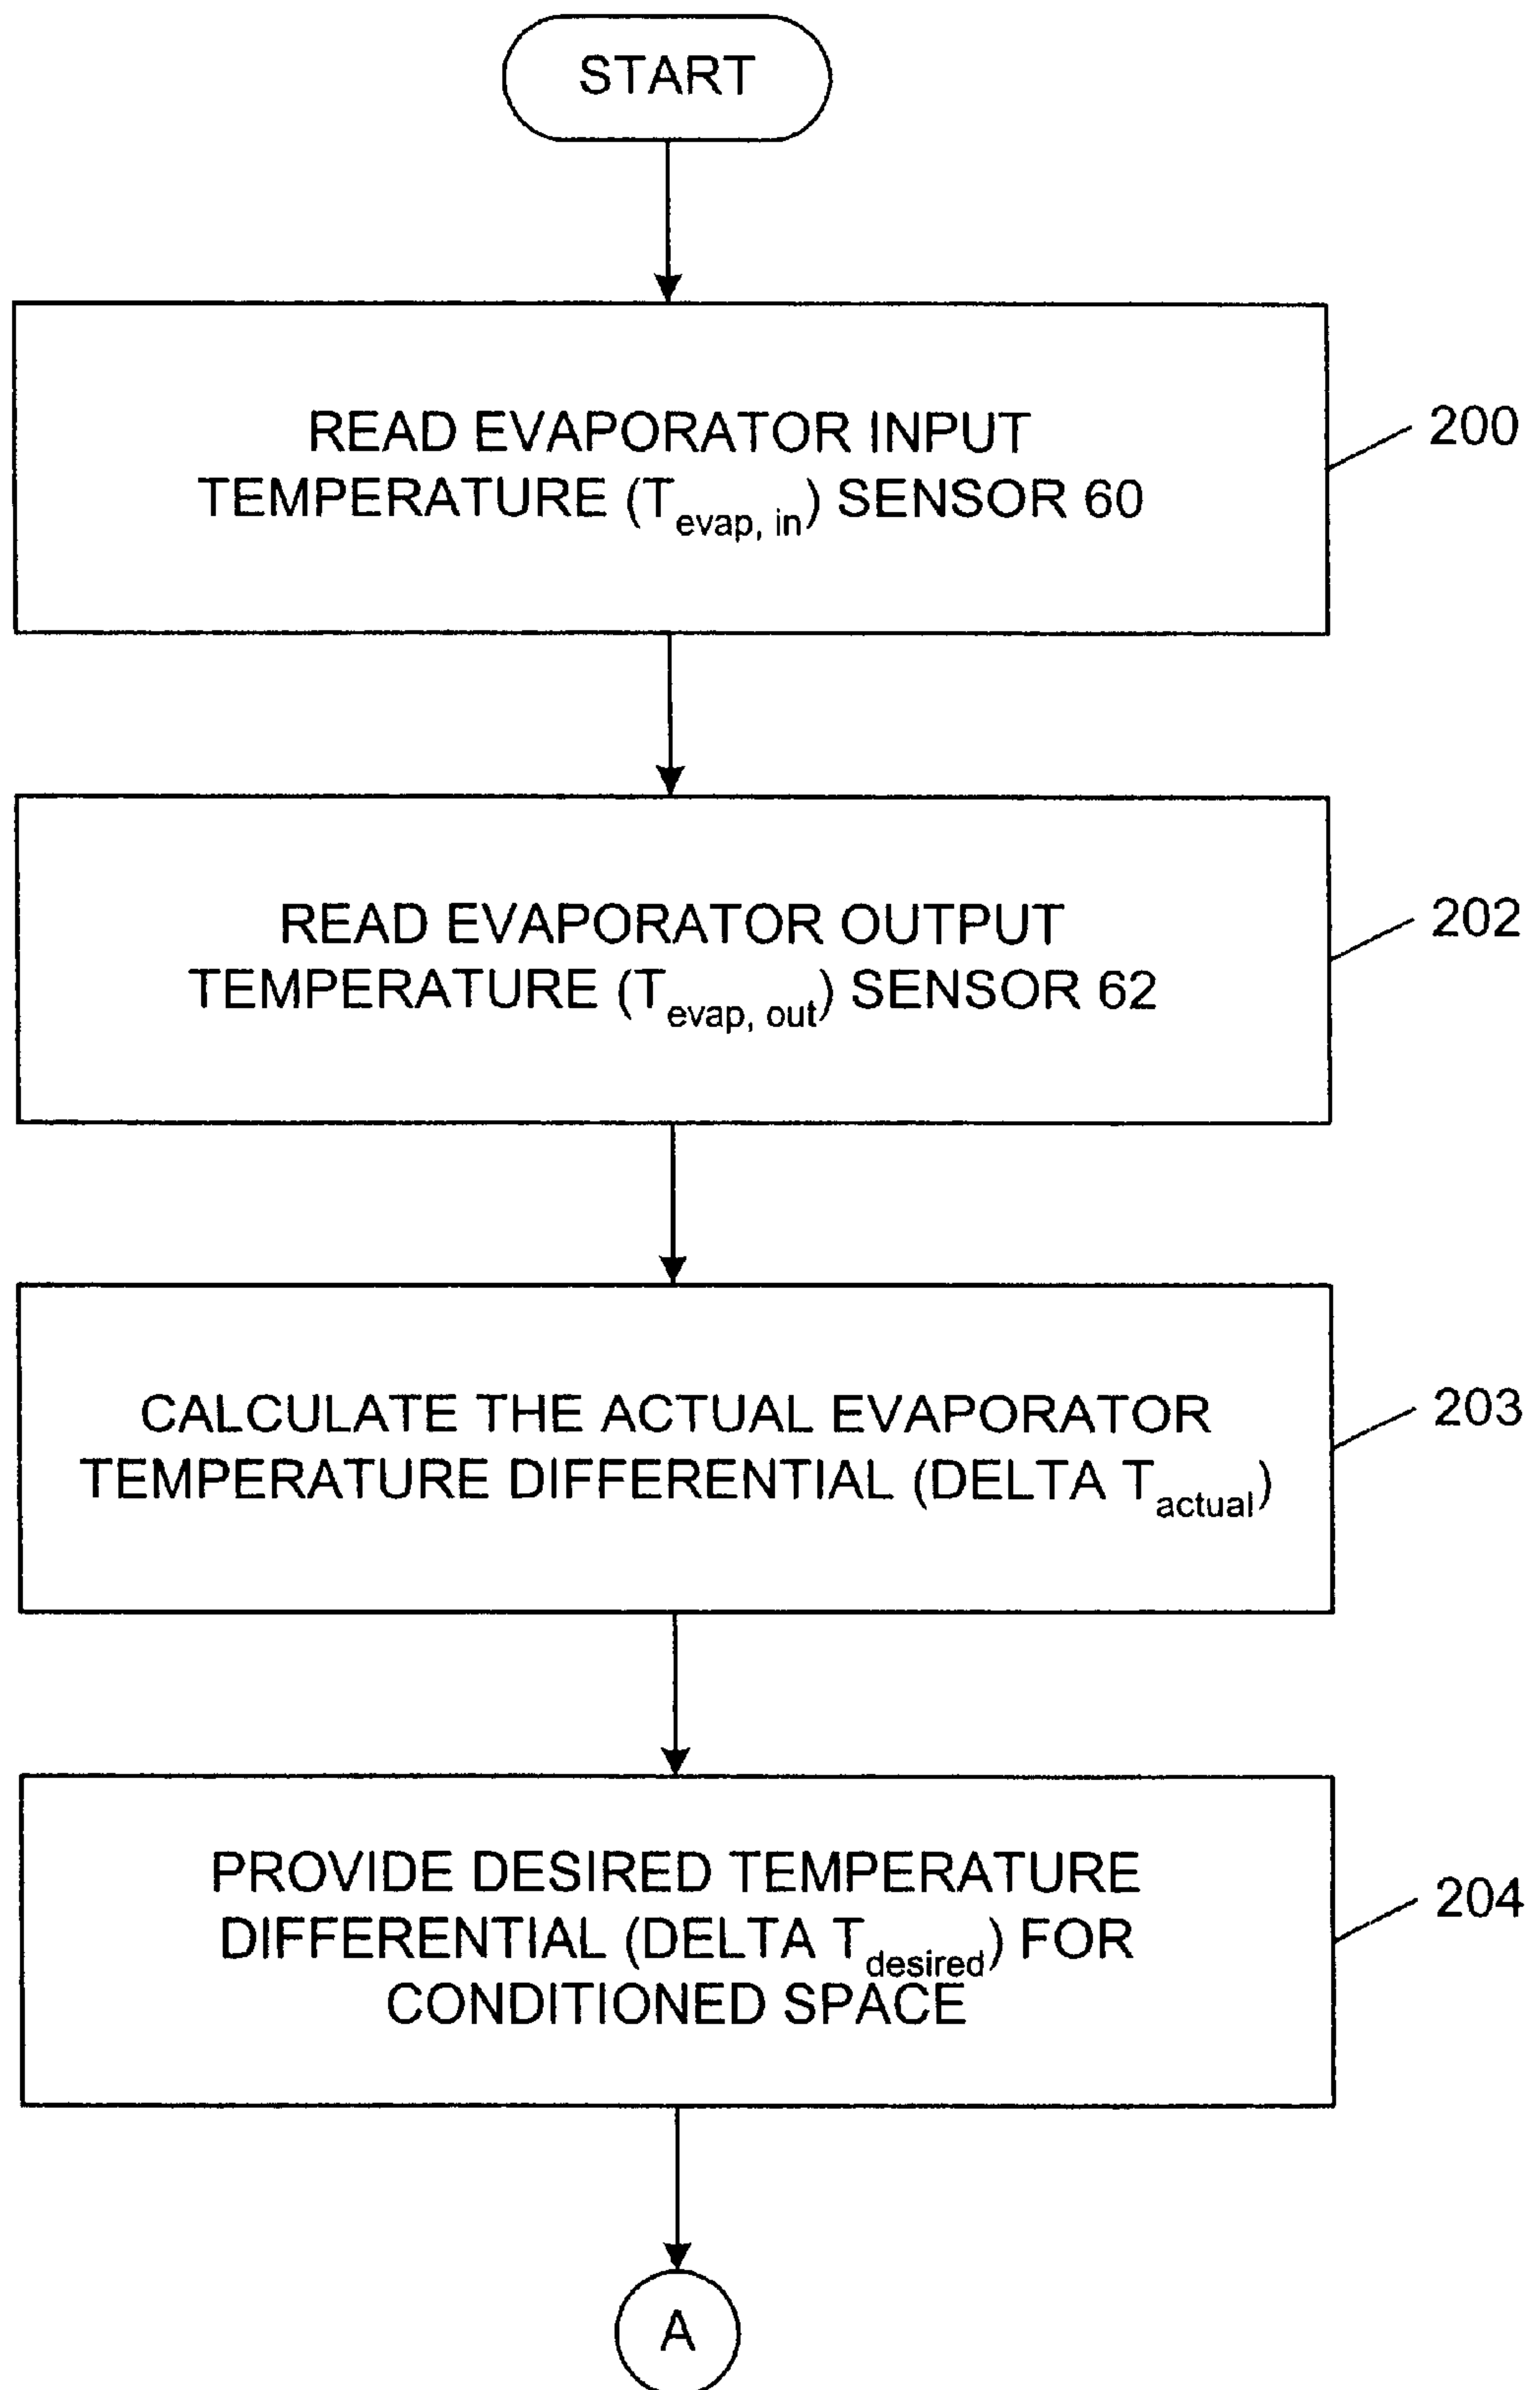 START
READ EVAPORATOR INPUT
TEMPERATURE (Tevap, in) SENSOR 60
200
READ EVAPORATOR OUTPUT
TEMPERATURE (Tevap, out) SENSOR 62
202
CALCULATE THE ACTUAL EVAPORATOR
TEMPERATURE DIFFERENTIAL (DELTA Tactual)
203
PROVIDE DESIRED TEMPERATURE
DIFFERENTIAL (DELTA Tdesired) FOR
CONDITIONED SPACE
204
A